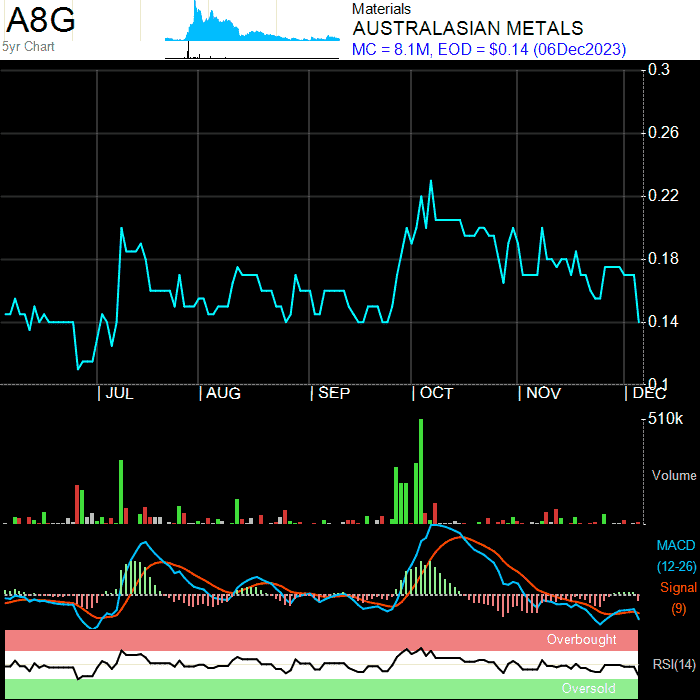 A8G
5yr Chart
Materials
AUSTRALASIAN METALS
MC = 8.1M, EOD = $0.14 (06Dec2023)
0.3
0.26
0.22
0.18
0.14
0.1
JUL
AUG
SEP
OCT
NOV
DEC
510k
Volume
MACD
(12-26)
Signal
(9)
Overbought
RSI(14)
Oversold